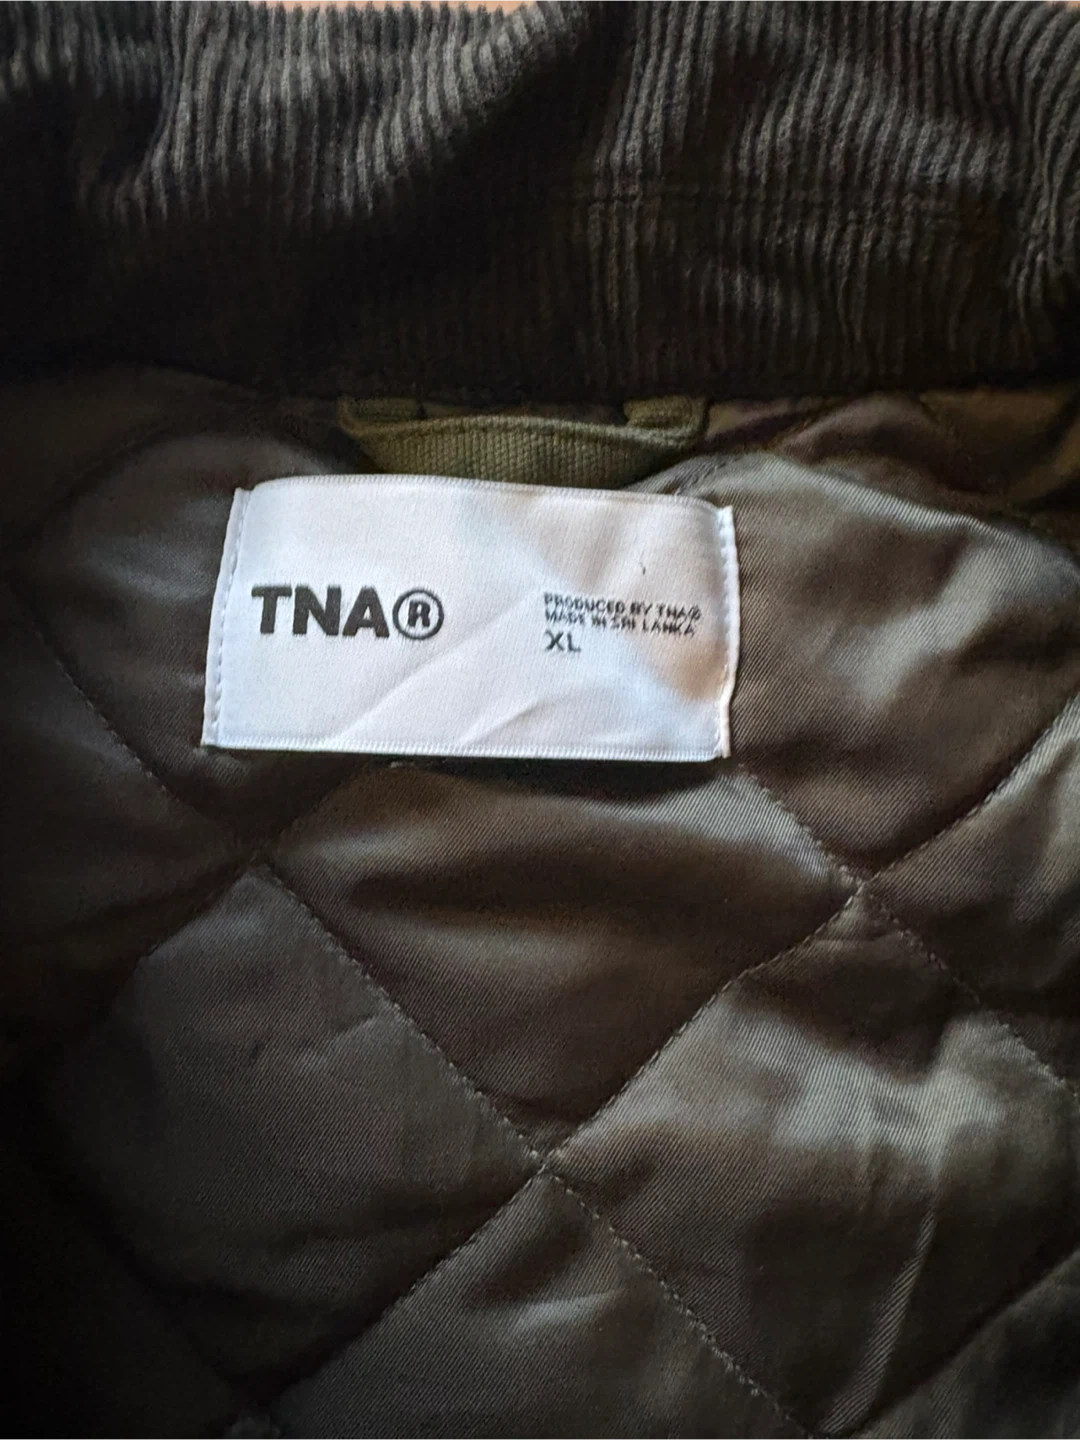 TNA®
PRODUCED BY TNA®
MADE IN SRI LANKA
XL